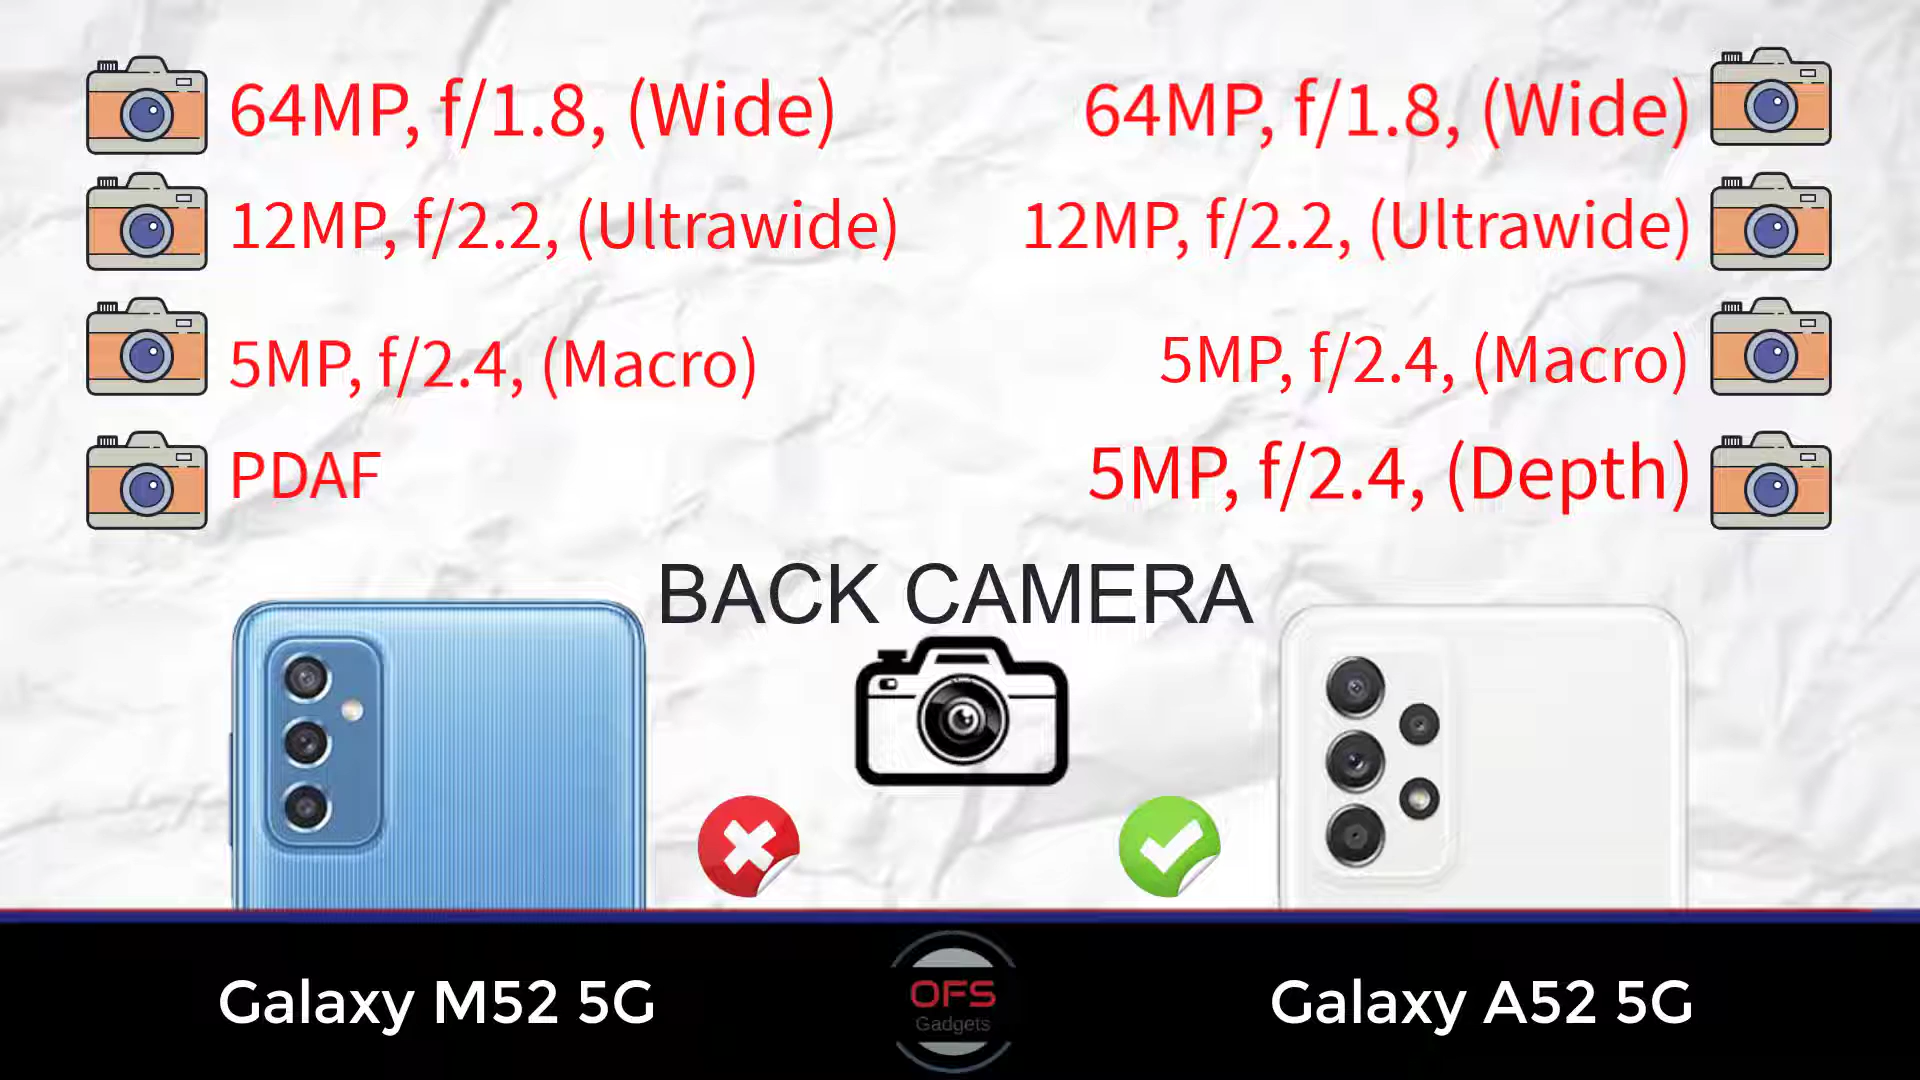 64MP, f/1.8, (Wide)
12MP, f/2.2, (Ultrawide)
5MP, f/2.4, (Macro)
PDAF
64MP, f/1.8, (Wide)
12MP, f/2.2, (Ultrawide)
5MP, f/2.4, (Macro)
5MP, f/2.4, (Depth)
BACK CAMERA
Galaxy M52 5G
OFS
Gadgets
Galaxy A52 5G